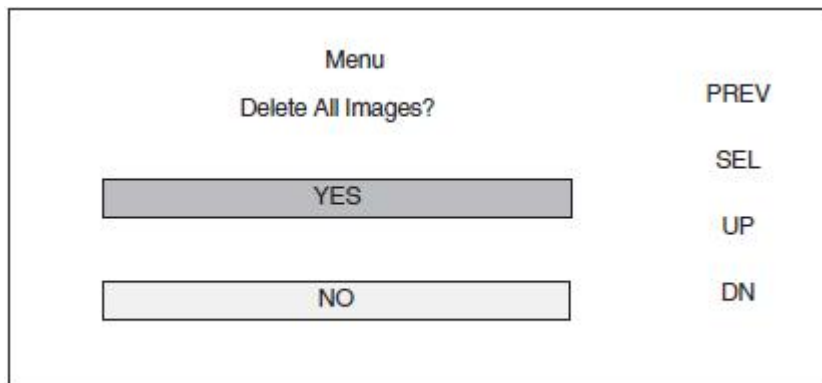 Menu
Delete All Images?
YES
NO
PREV
SEL
UP
DN